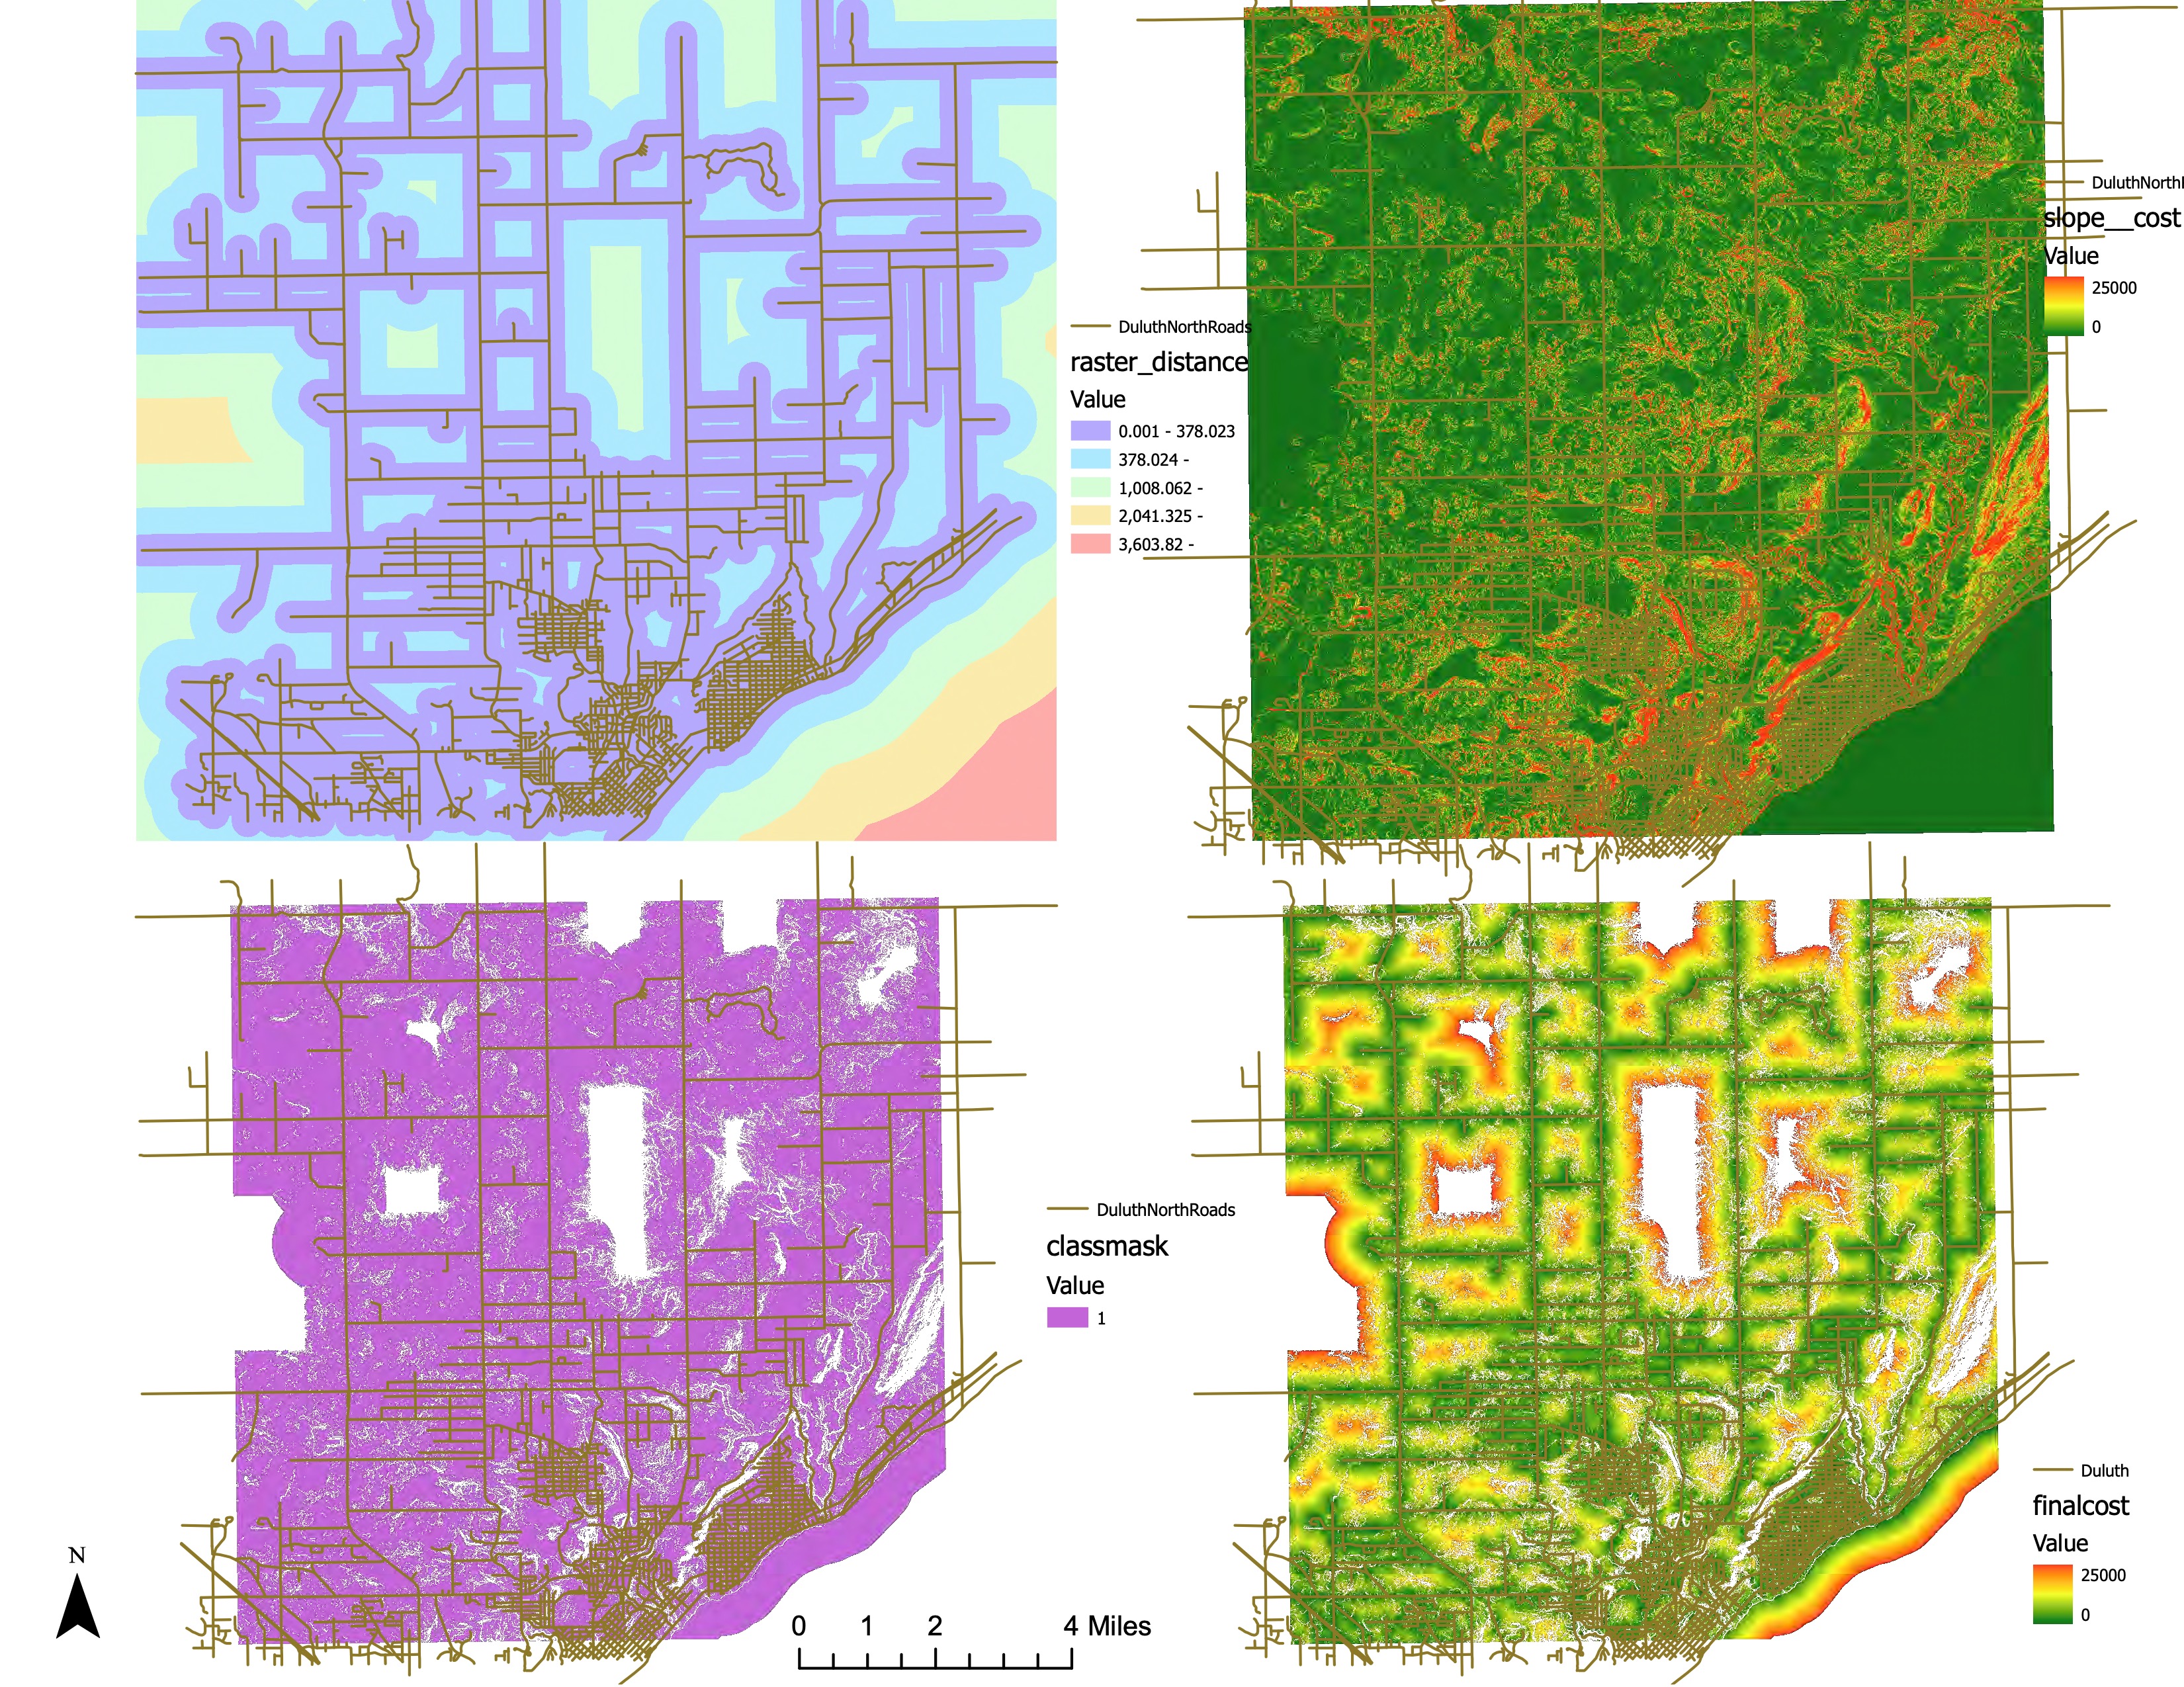 DuluthNorthRoads
raster_distance
Value
0.001 - 378.023
378.024 -
1,008.062 -
2,041.325 -
3,603.82 -
DuluthNorthR
slope__cost
Value
25000
0
DuluthNorthRoads
classmask
Value
1
N
0 1 2 4 Miles
Duluth
finalcost
Value
25000
0